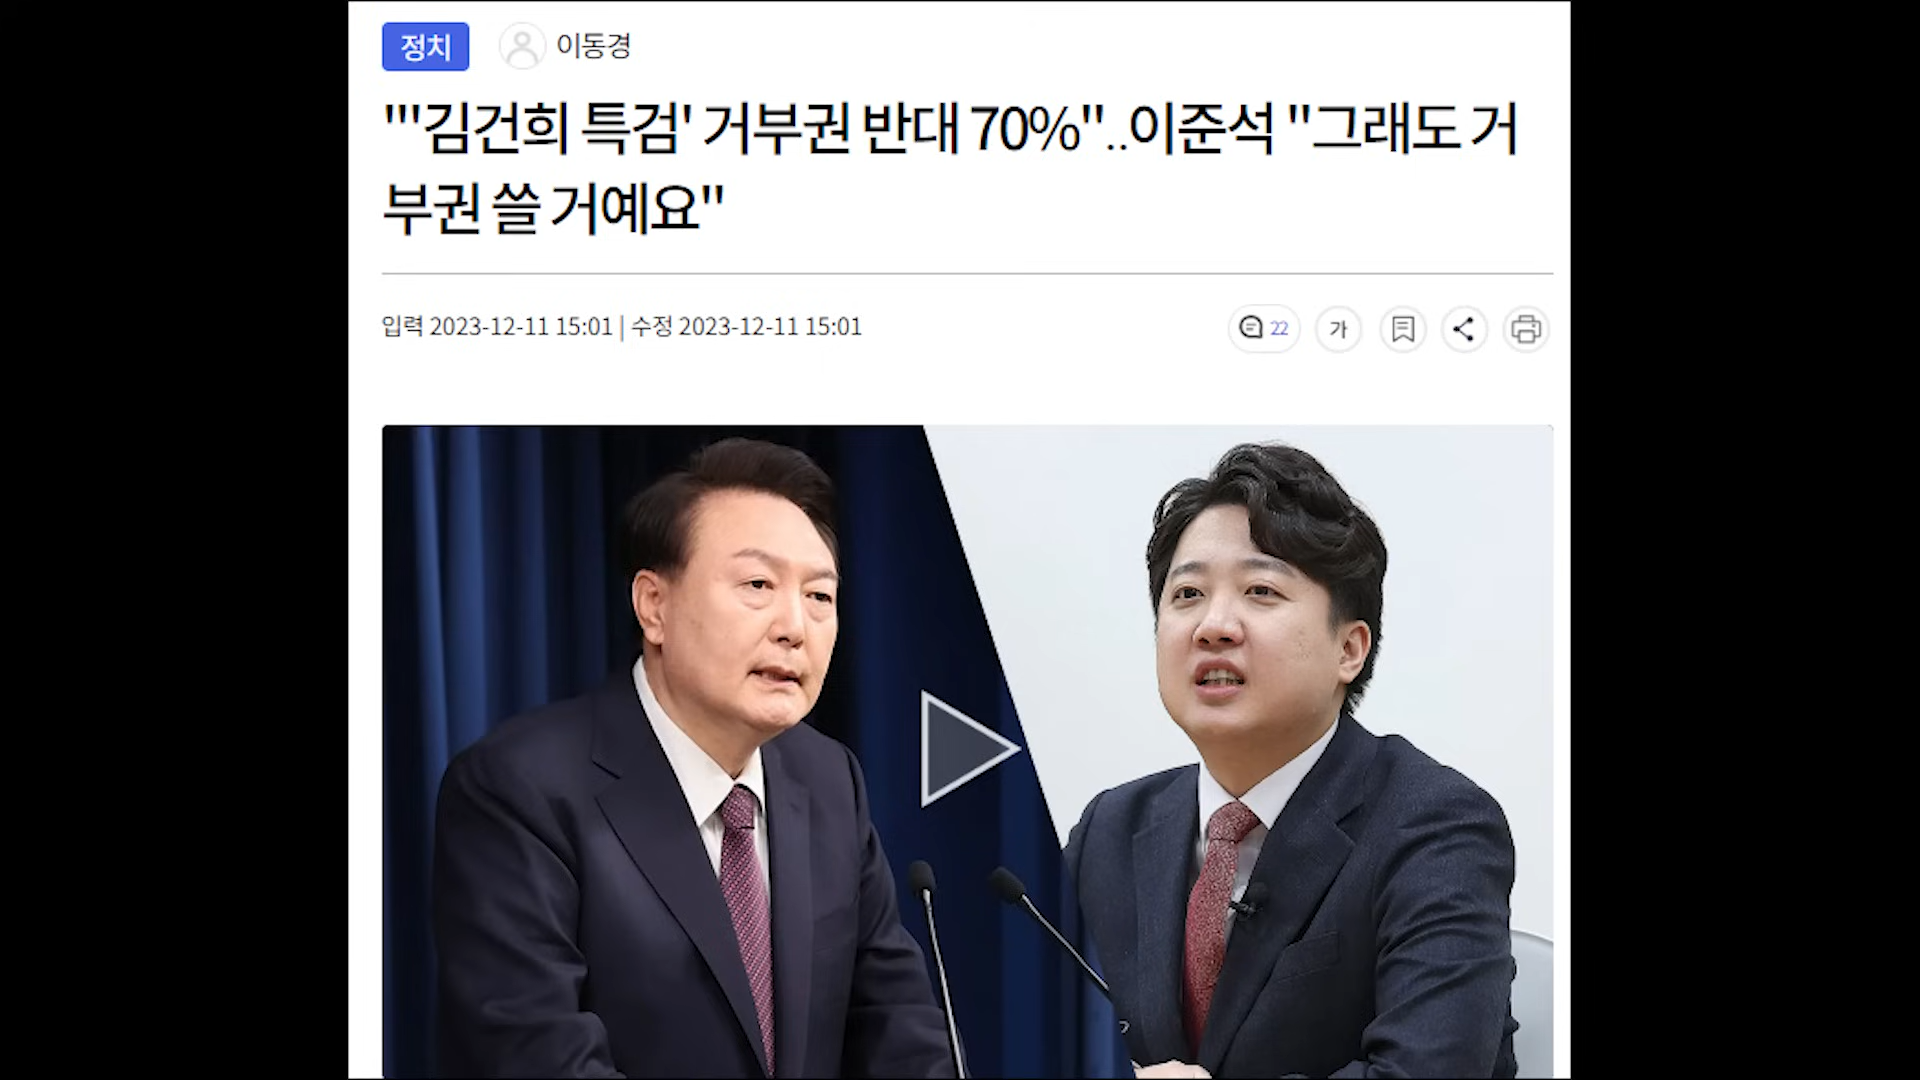 정치 이동경
"'김건희 특검' 거부권 반대 70%"..이준석 "그래도 거
부권 쓸 거예요"
입력 2023-12-11 15:01 | 수정 2023-12-11 15:01
22 가